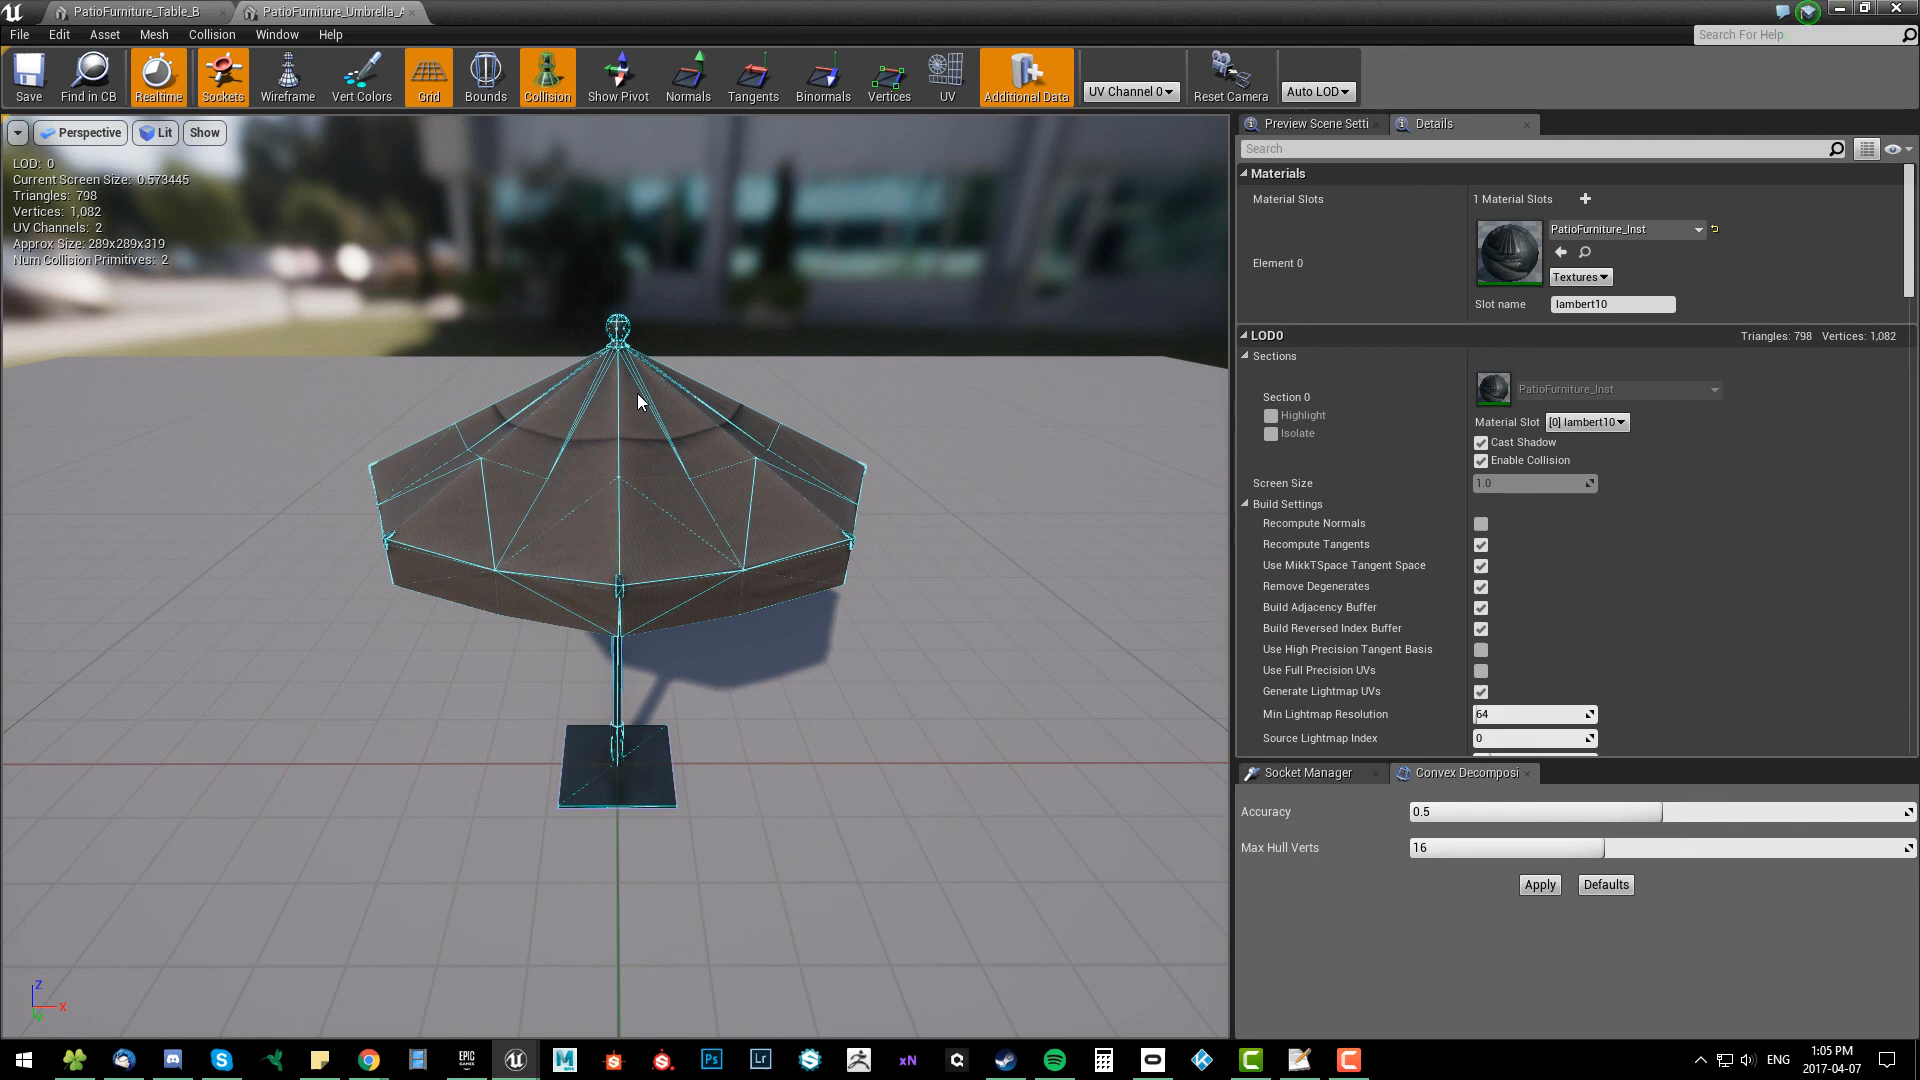 PatioFurniture_Table_B
PatioFurniture_Umbrella_A
File Edit Asset Mesh Collision Window Help
Search For Help
Save Find in CB Realtime Sockets Wireframe Vert Colors Grid Bounds Collision Show Pivot Normals Tangents Binormals Vertices UV Additional Data UV Channel 0 Reset Camera Auto LOD
Perspective Lit Show
LOD: 0
Current Screen Size: 0.573445
Triangles: 798
Vertices: 1,082
UV Channels: 2
Approx Size: 289x289x319
Num Collision Primitives: 2
Z
X
Y
Preview Scene Setti
Details
Search
Materials
Material Slots 1 Material Slots
Element 0
PatioFurniture_Inst
Textures
Slot name lambert10
LOD0 Triangles: 798 Vertices: 1,082
Sections
Section 0
Highlight
Isolate
PatioFurniture_Inst
Material Slot [0] lambert10
Cast Shadow
Enable Collision
Screen Size 1.0
Build Settings
Recompute Normals
Recompute Tangents
Use MikkTSpace Tangent Space
Remove Degenerates
Build Adjacency Buffer
Build Reversed Index Buffer
Use High Precision Tangent Basis
Use Full Precision UVs
Generate Lightmap UVs
Min Lightmap Resolution 64
Source Lightmap Index 0
Socket Manager
Convex Decomposi
Accuracy 0.5
Max Hull Verts 16
Apply Defaults
EPIC GAMES
Ps
Lr
xN
ENG
1:05 PM
2017-04-07